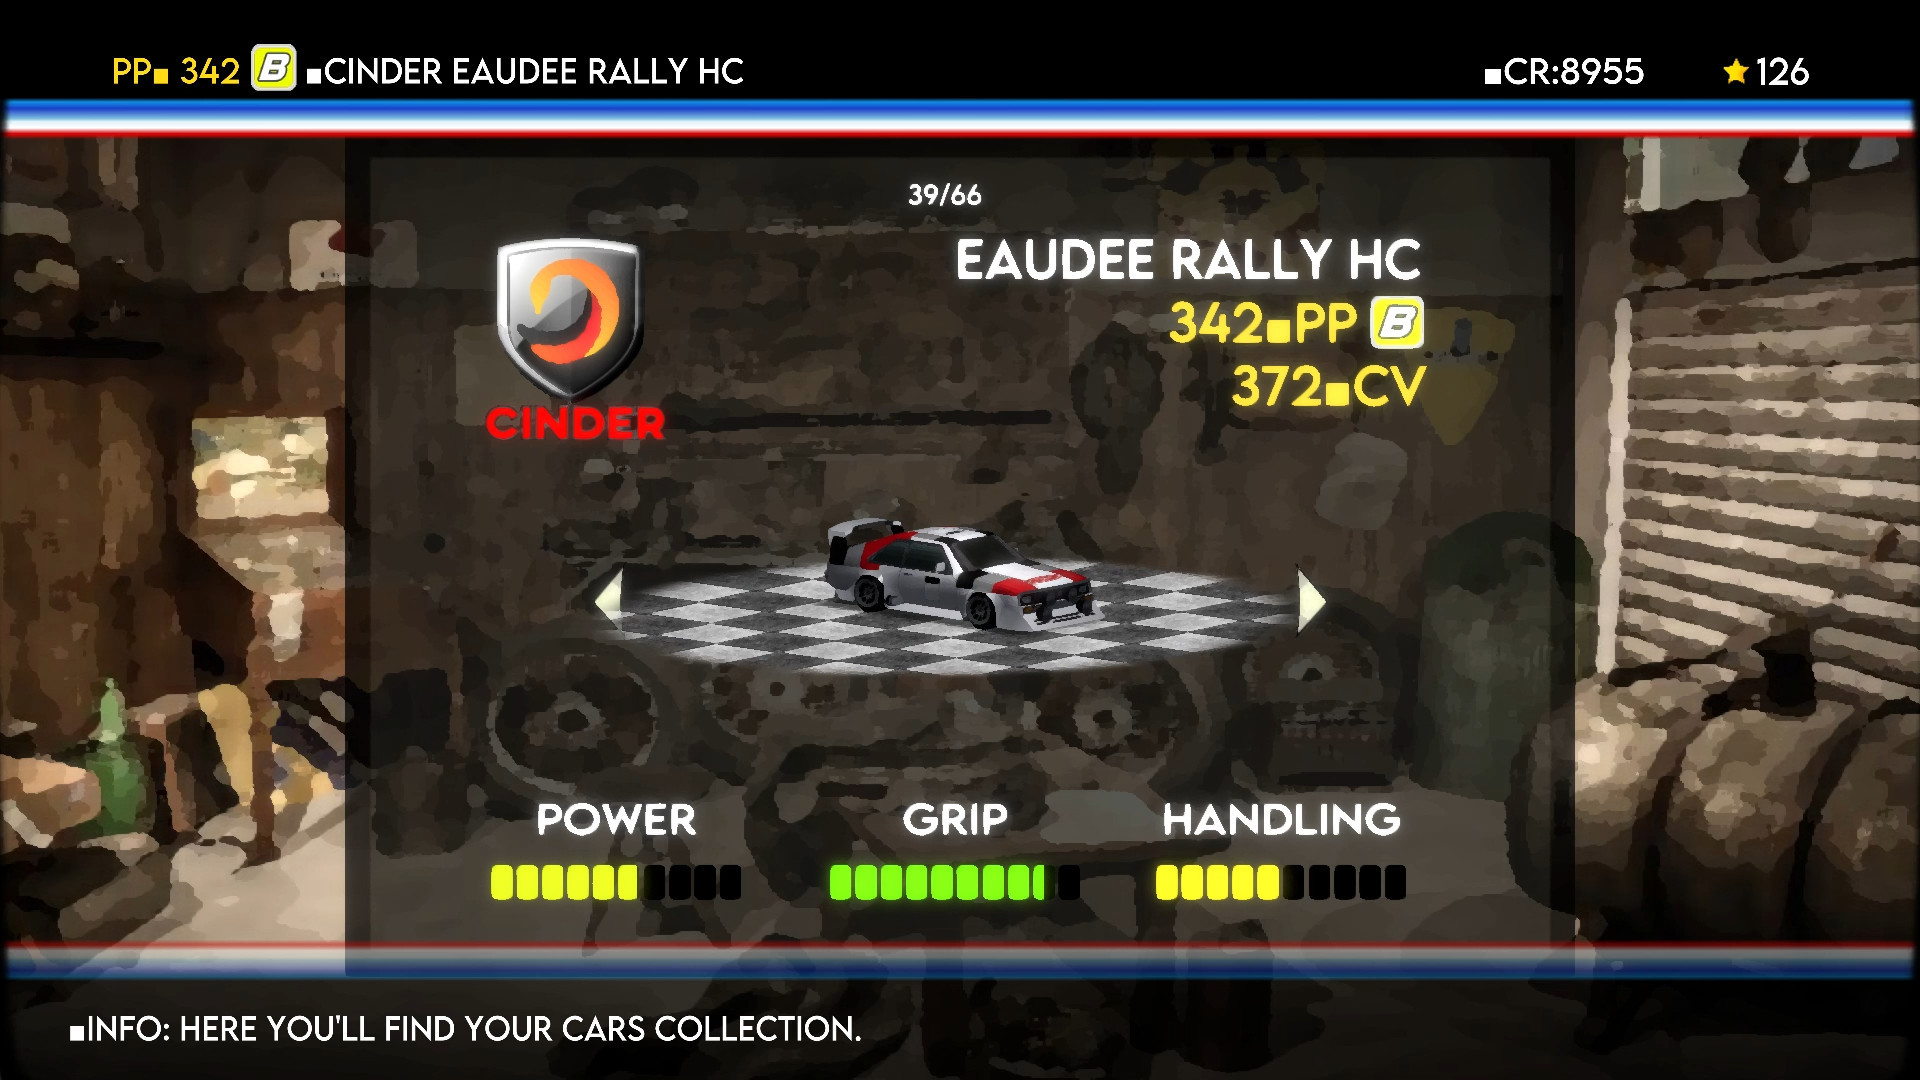 PP■ 342 B ■CINDER EAUDEE RALLY HC
■CR:8955
126
39/66
EAUDEE RALLY HC
342■PP B
372■CV
CINDER
POWER
GRIP
HANDLING
■INFO: HERE YOU'LL FIND YOUR CARS COLLECTION.